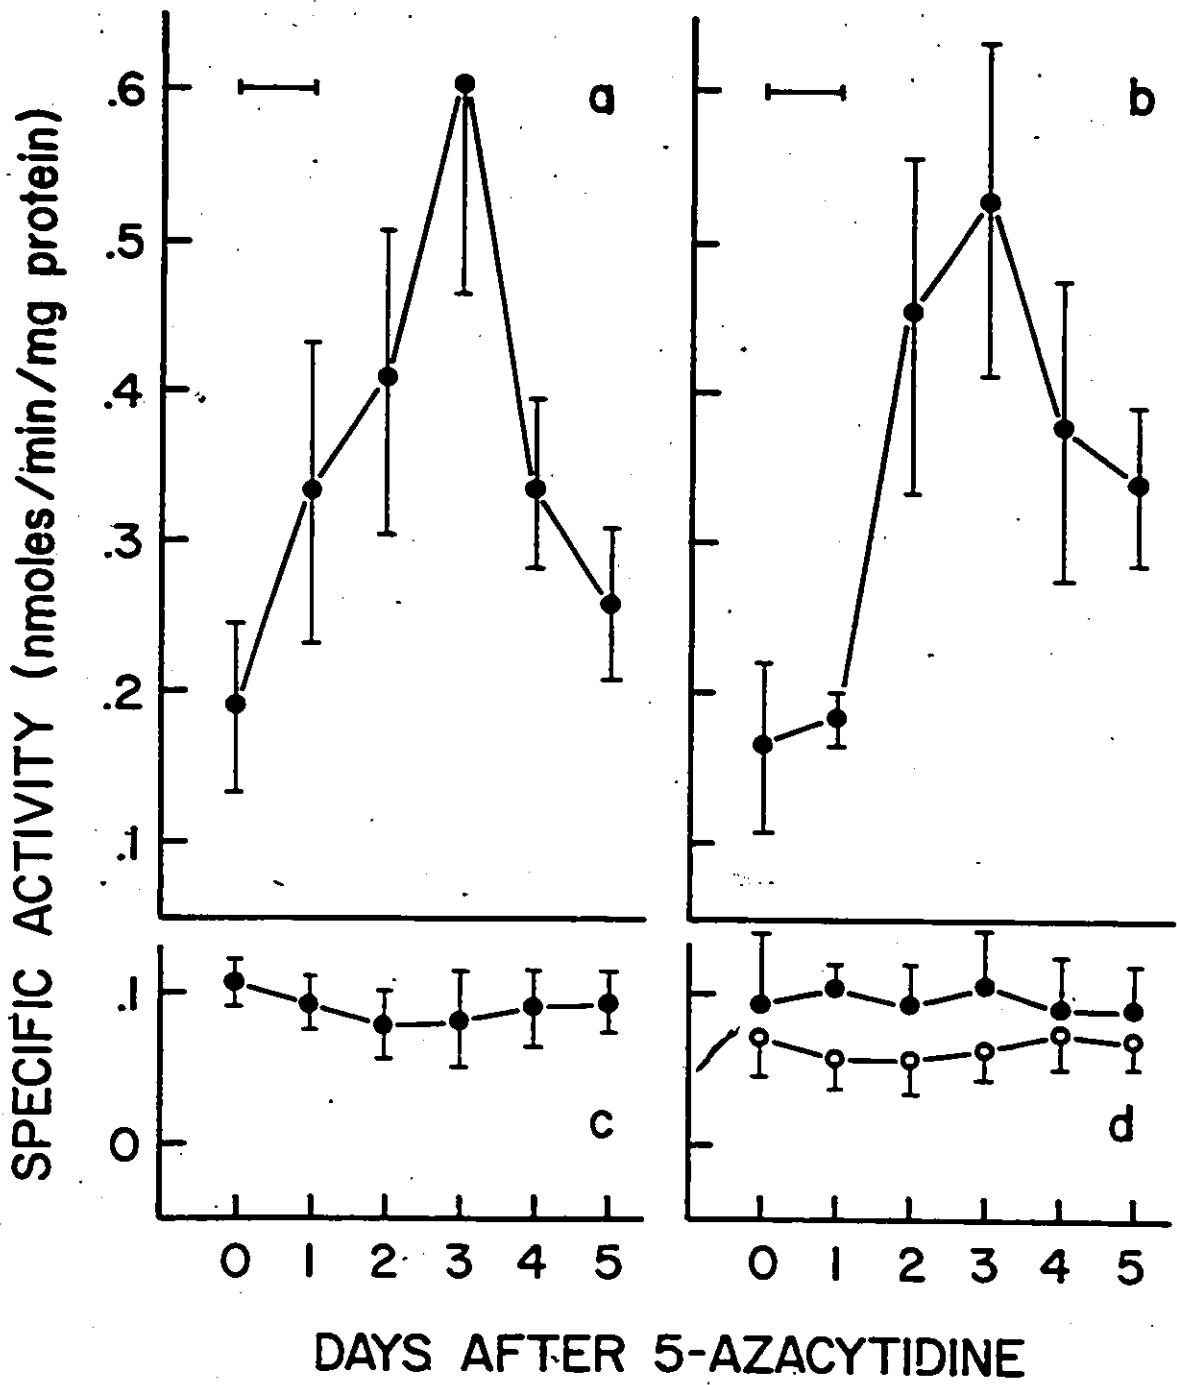 SPECIFIC ACTIVITY (nmoles/min/mg protein)
.6
.5
.4
.3
.2
.1
a
b
.1
0
c
d
0 1 2 3 4 5
0 1 2 3 4 5
DAYS AFTER 5-AZACYTIDINE